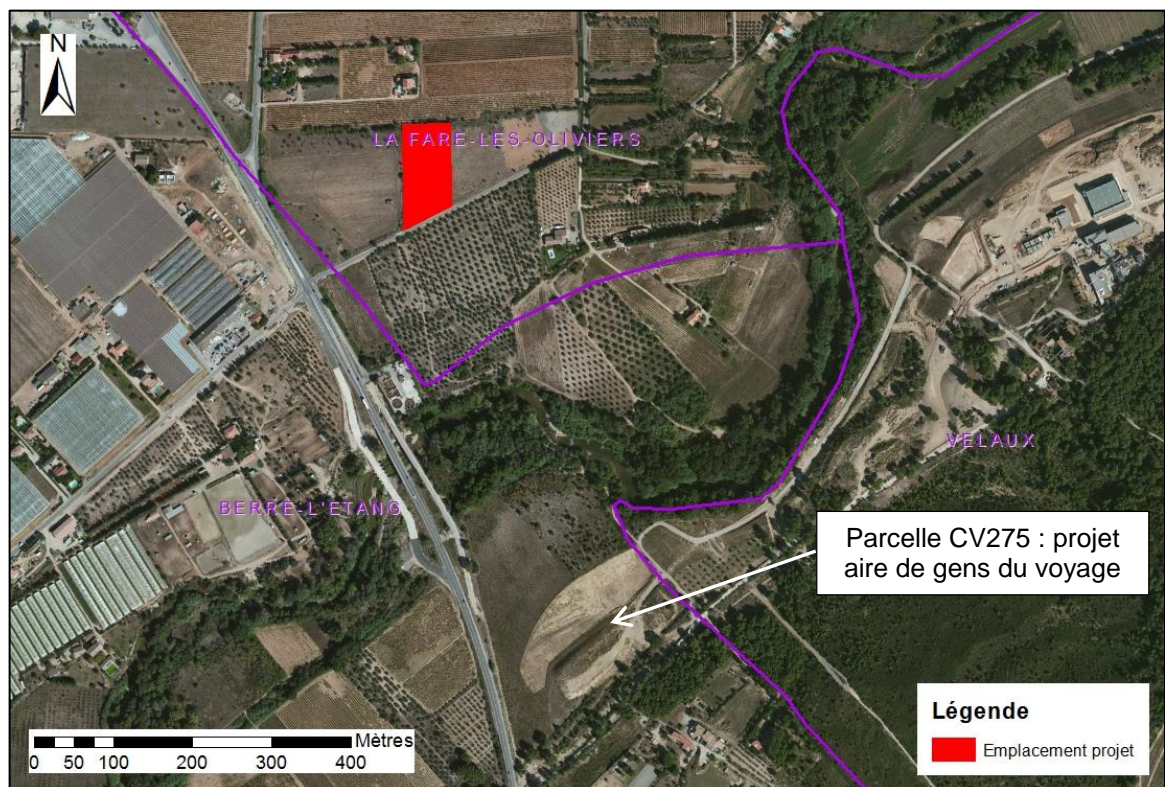 N
LA FARE-LES-OLIVIERS
VELAUX
BERRE-L'ETANG
Parcelle CV275 : projet
aire de gens du voyage
Légende
Emplacement projet
Mètres
0 50 100 200 300 400